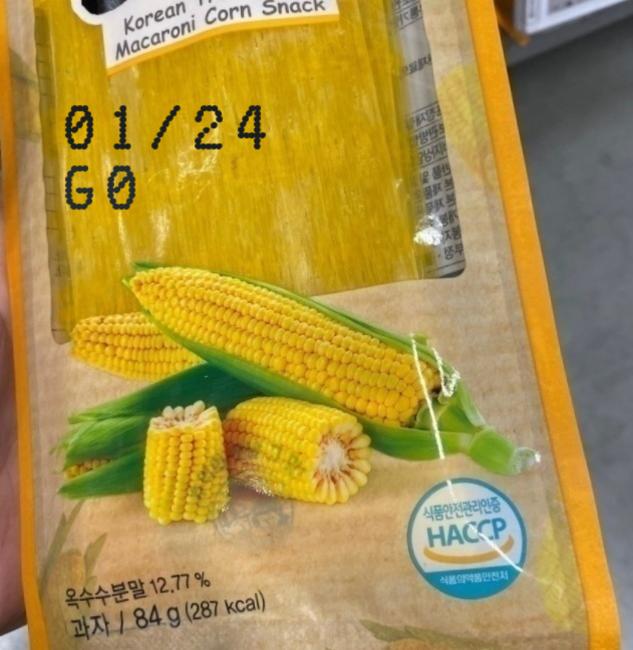 Korean
Macaroni Corn Snack
01/24
G0
식품안전관리인증
HACCP
식품의약품안전처
옥수수분말 12.77 %
과자 / 84 g (287 kcal)